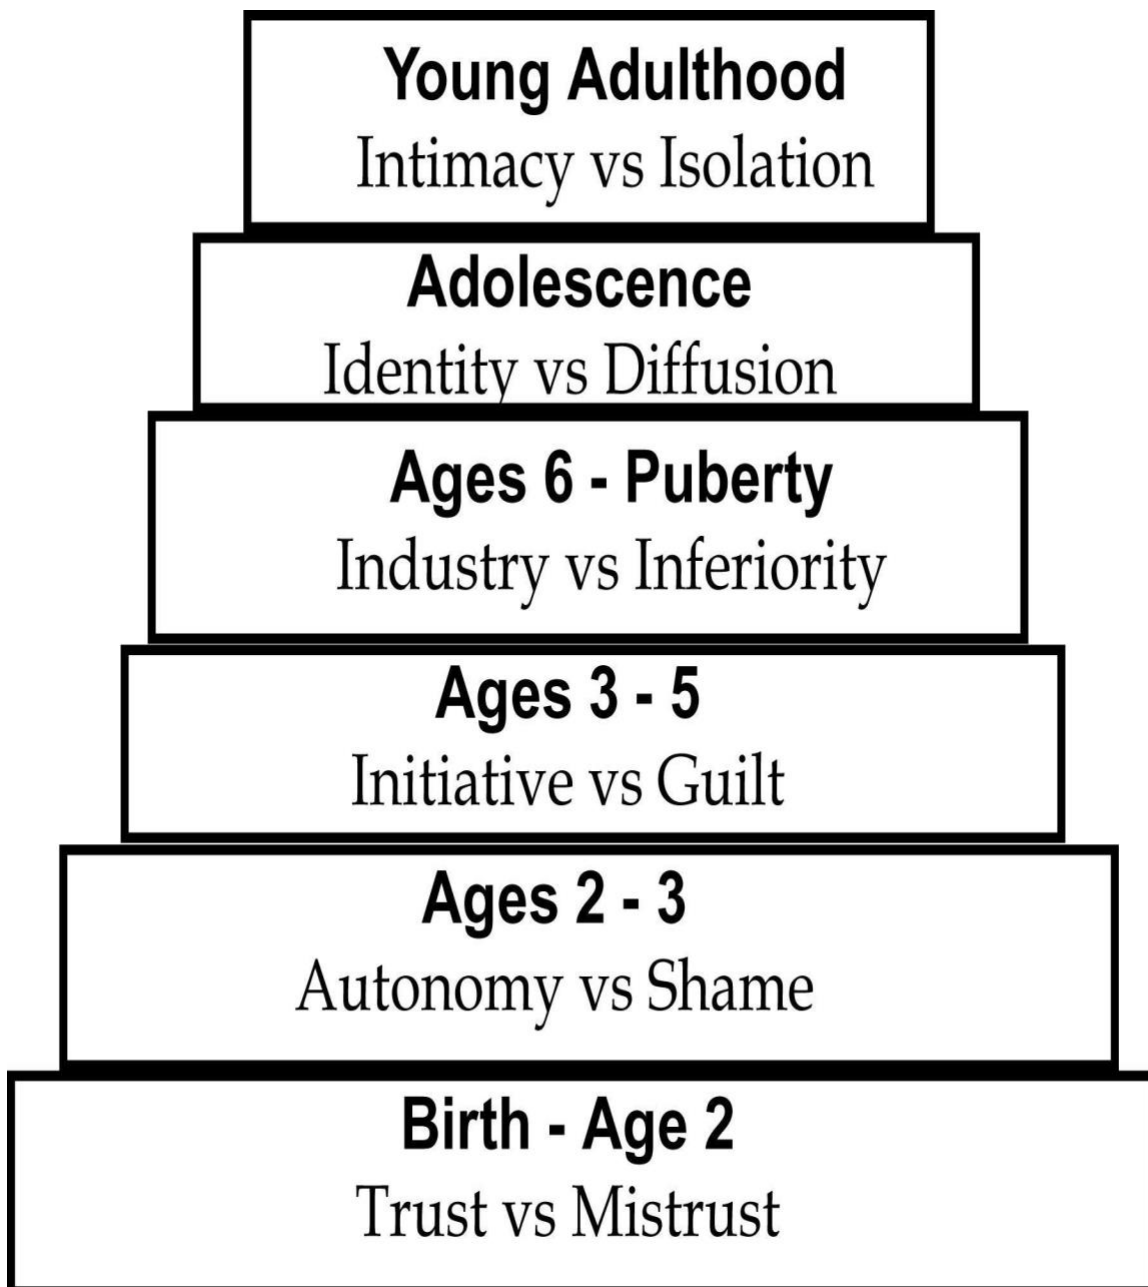 Young Adulthood
Intimacy vs Isolation
Adolescence
Identity vs Diffusion
Ages 6 - Puberty
Industry vs Inferiority
Ages 3 - 5
Initiative vs Guilt
Ages 2 - 3
Autonomy vs Shame
Birth - Age 2
Trust vs Mistrust